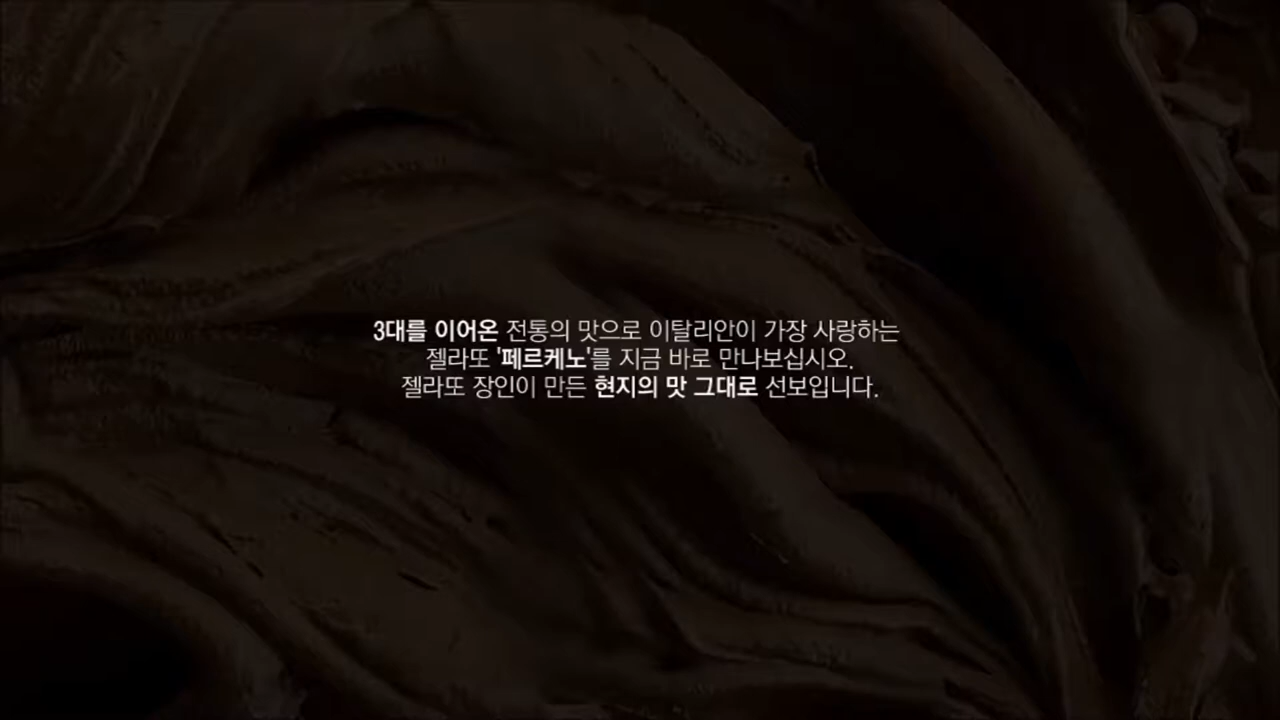 3대를 이어온 전통의 맛으로 이탈리안이 가장 사랑하는
젤라또 '페르케노'를 지금 바로 만나보십시오.
젤라또 장인이 만든 현지의 맛 그대로 선보입니다.